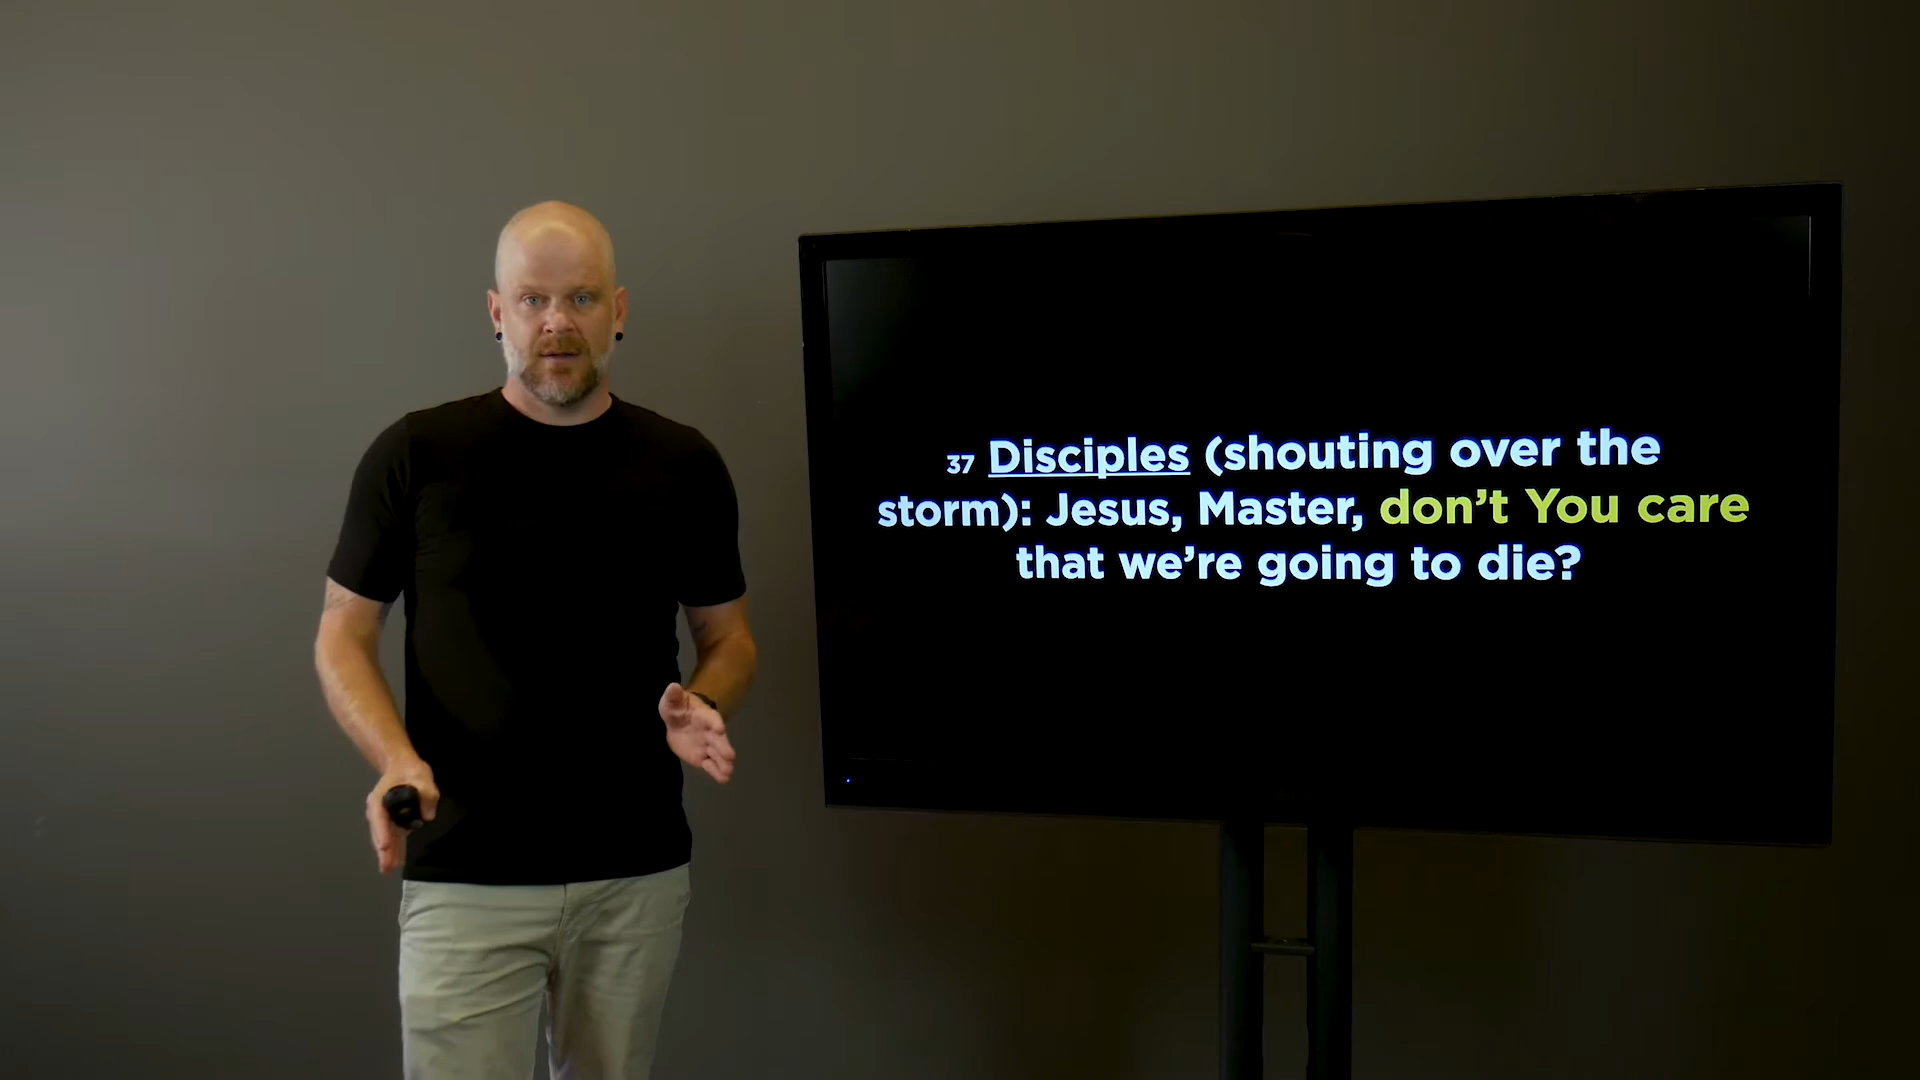 37 Disciples (shouting over the
storm): Jesus, Master, don’t You care
that we’re going to die?